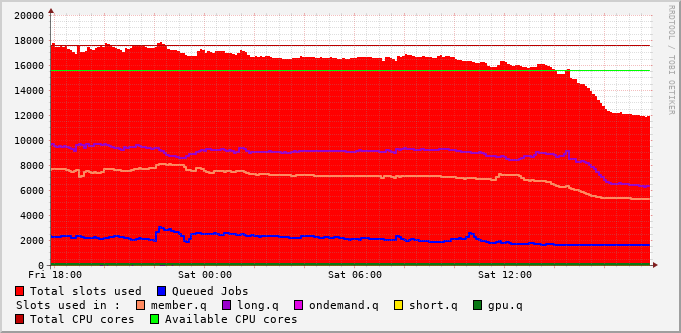 20000
18000
16000
14000
12000
10000
8000
6000
4000
2000
0
Fri 18:00 Sat 00:00 Sat 06:00 Sat 12:00
Total slots used Queued Jobs
Slots used in : member.q long.q ondemand.q short.q gpu.q
Total CPU cores Available CPU cores
RRDTOOL / TOBI OETIKER